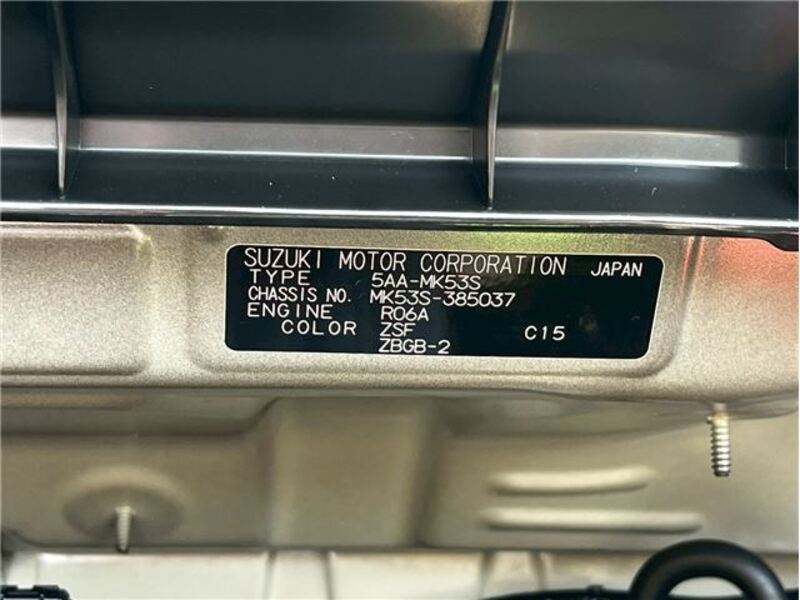 SUZUKI MOTOR CORPORATION JAPAN
TYPE 5AA-MK53S
CHASSIS NO. MK53S-385037
ENGINE R06A
COLOR ZSF C15
ZBGB-2